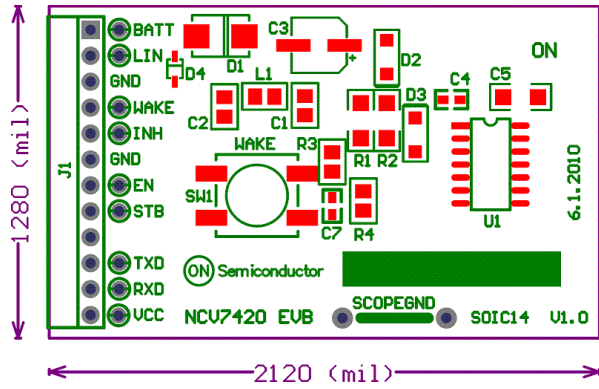 BATT
LIN
GND
WAKE
INH
GND
EN
STB
TXD
RXD
VCC
J1
1280 (mil)
D4
D1
C3
+
D2
ON
L1
C2
C1
D3
C4
C5
R1
R2
WAKE
R3
SW1
C7
R4
U1
6.1.2010
ON Semiconductor
SCOPEGND
NCV7420 EVB
SOIC14 V1.0
2120 (mil)